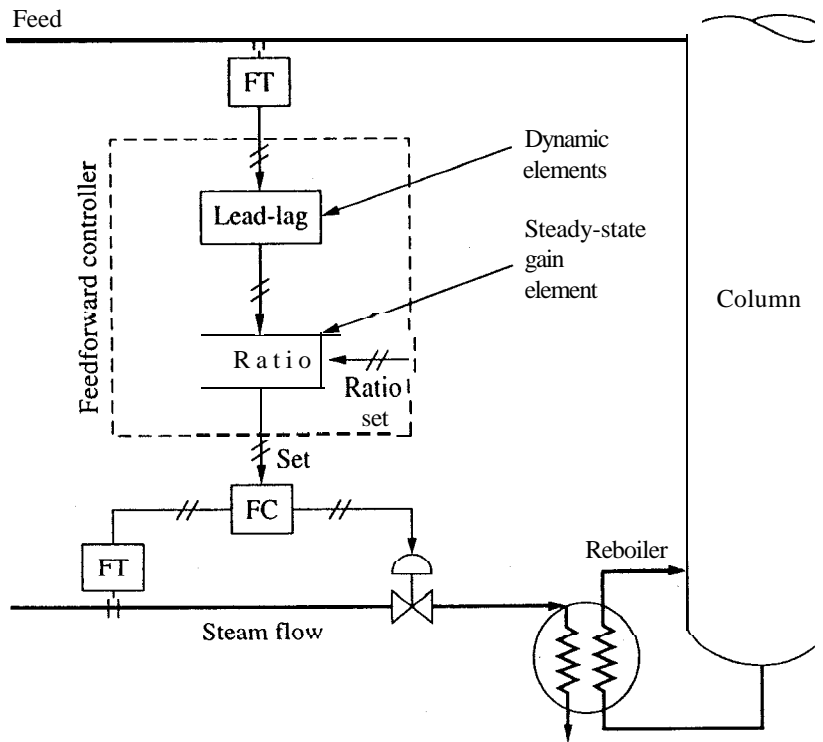 Feed
FT
Dynamic
elements
Lead-lag
Steady-state
gain
element
Feedforward controller
Column
Ratio
Ratio
set
Set
FC
Reboiler
FT
Steam flow